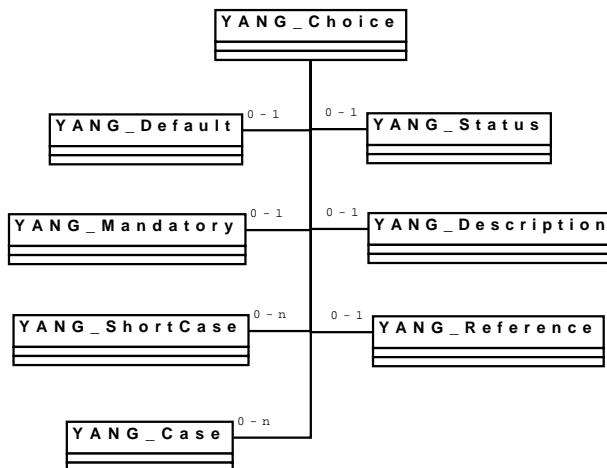 YANG_Choice
0-1
0-1
YANG_Default
YANG_Status
0-1
0-1
YANG_Mandatory
YANG_Description
0-n
0-1
YANG_ShortCase
YANG_Reference
0-n
YANG_Case